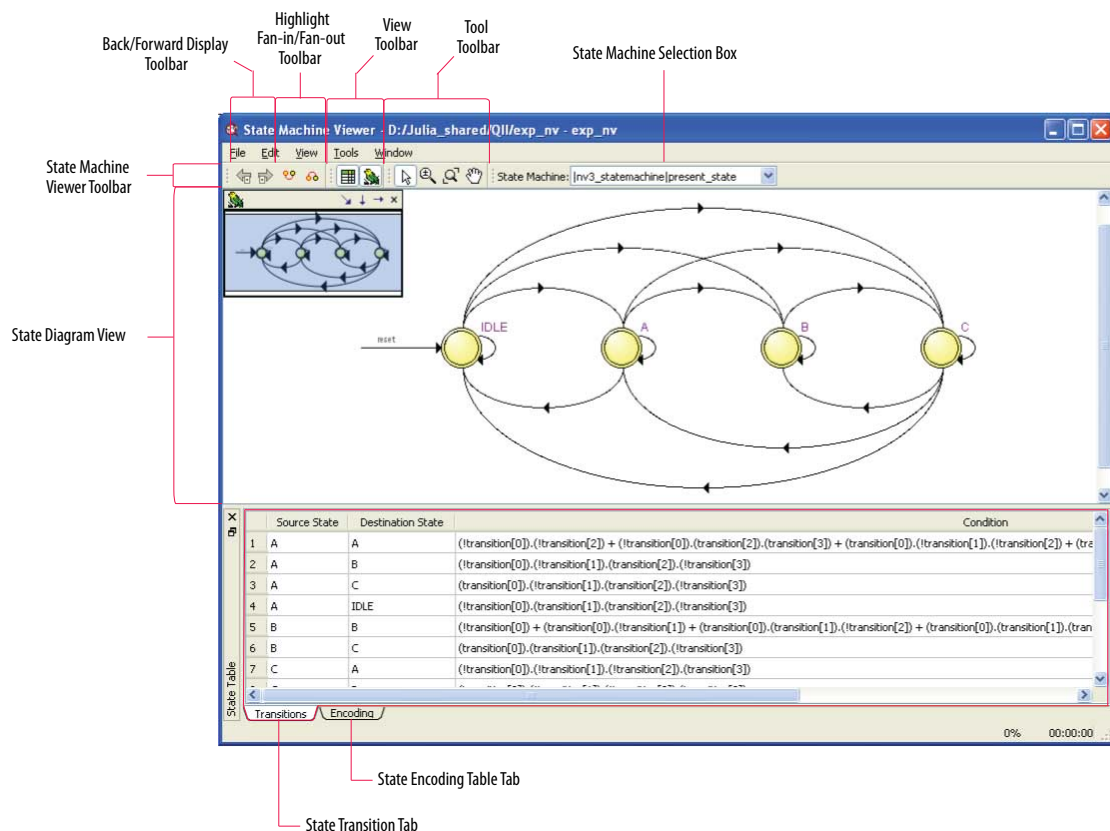 Back/Forward Display
Toolbar
Highlight
Fan-in/Fan-out
Toolbar
View
Toolbar
Tool
Toolbar
State Machine Selection Box
State Machine
Viewer Toolbar
State Diagram View
State Machine Viewer - D:/Julia_shared/QII/exp_nv - exp_nv
File Edit View Tools Window
State Machine: |nv3_statemachine|present_state
reset
IDLE
A
B
C
Source State Destination State Condition
1 A A (!transition[0]).(!transition[2]) + (!transition[0]).(transition[2]).(transition[3]) + (transition[0]).(!transition[1]).(!transition[2]) + (tra
2 A B (!transition[0]).(!transition[1]).(transition[2]).(!transition[3])
3 A C (transition[0]).(!transition[1]).(transition[2]).(!transition[3])
4 A IDLE (!transition[0]).(transition[1]).(transition[2]).(!transition[3])
5 B B (!transition[0]) + (transition[0]).(!transition[1]) + (transition[0]).(transition[1]).(!transition[2]) + (transition[0]).(transition[1]).(tran
6 B C (transition[0]).(transition[1]).(transition[2]).(!transition[3])
7 C A (!transition[0]).(!transition[1]).(!transition[2]).(transition[3])
State Table
Transitions Encoding
0% 00:00:00
State Encoding Table Tab
State Transition Tab